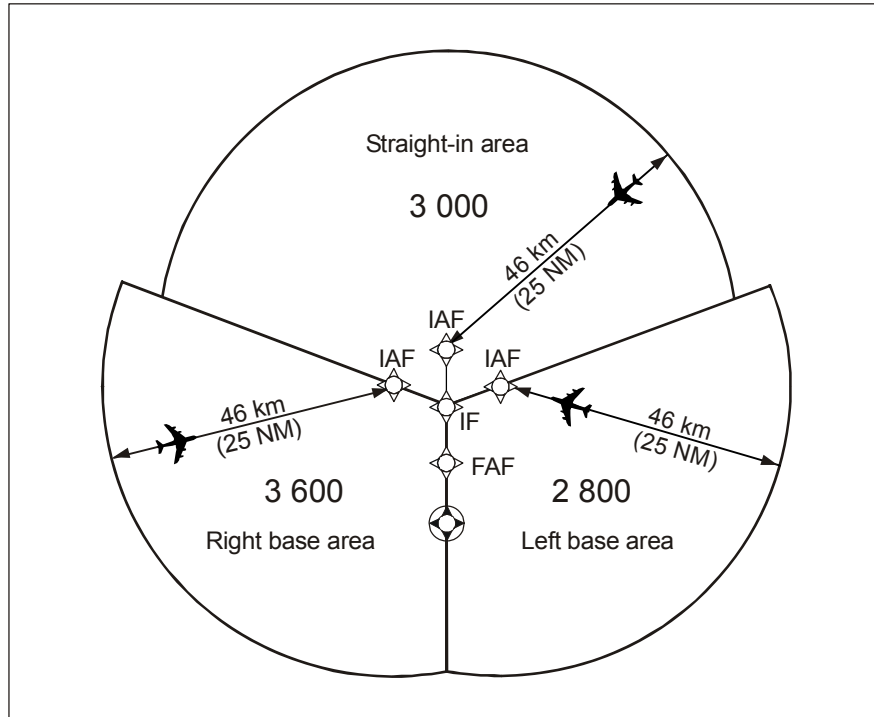 Straight-in area
3 000
46 km
(25 NM)
IAF
IAF
IAF
46 km
(25 NM)
IF
46 km
(25 NM)
FAF
3 600
2 800
Right base area
Left base area